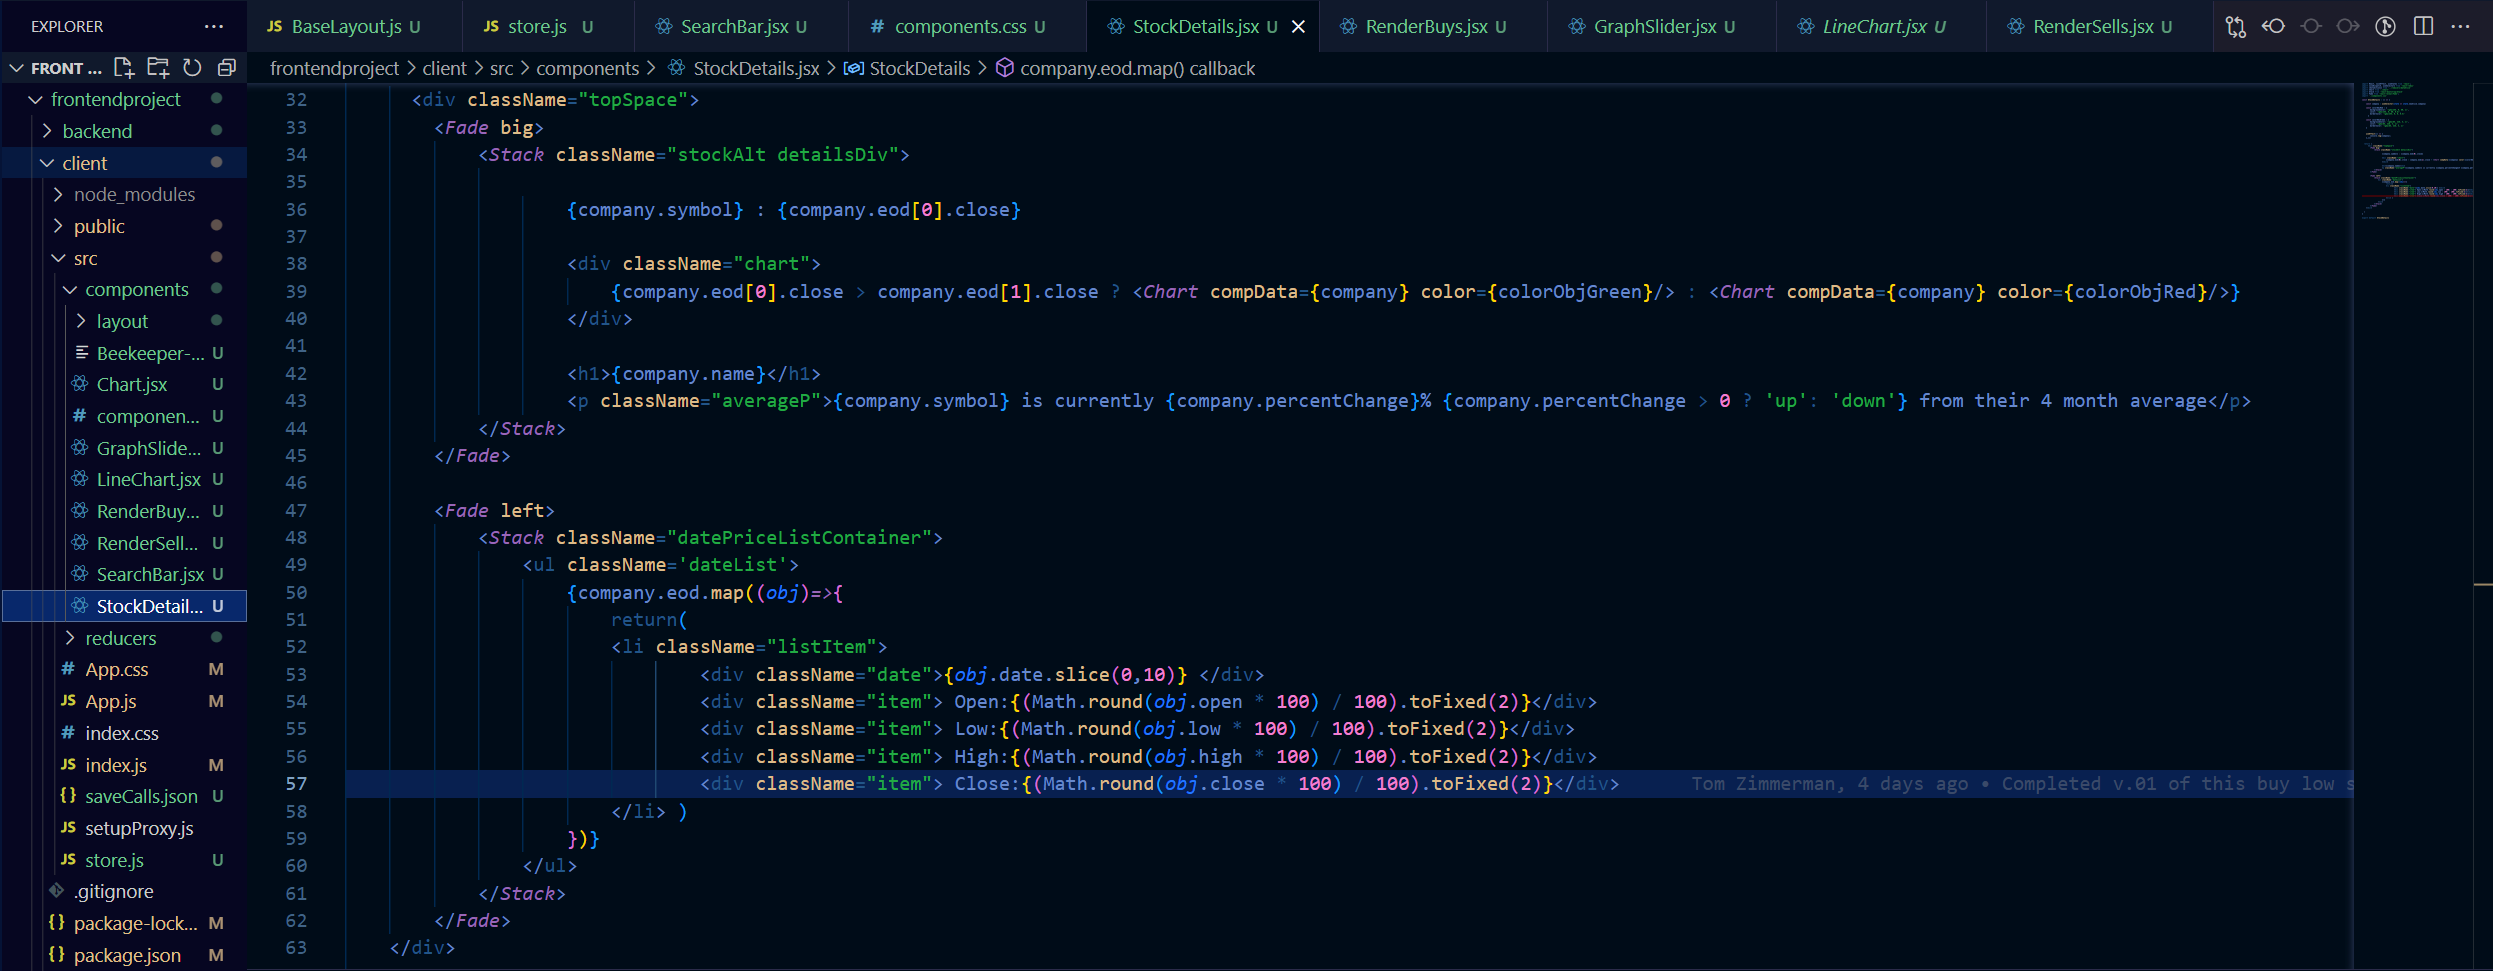 EXPLORER
FRONT ...
frontendproject
backend
client
node_modules
public
src
components
layout
Beekeeper-... U
Chart.jsx U
# componen... U
GraphSlide... U
LineChart.jsx U
RenderBuy... U
RenderSell... U
SearchBar.jsx U
StockDetail... U
reducers
# App.css M
JS App.js M
# index.css
JS index.js M
{} saveCalls.json U
JS setupProxy.js
JS store.js U
.gitignore
{} package-lock... M
{} package.json M
JS BaseLayout.js U
JS store.js U
SearchBar.jsx U
# components.css U
StockDetails.jsx U
RenderBuys.jsx U
GraphSlider.jsx U
LineChart.jsx U
RenderSells.jsx U
frontendproject > client > src > components > StockDetails.jsx > StockDetails > company.eod.map() callback
32 <div className="topSpace">
33 <Fade big>
34 <Stack className="stockAlt detailsDiv">
35
36 {company.symbol} : {company.eod[0].close}
37
38 <div className="chart">
39 {company.eod[0].close > company.eod[1].close ? <Chart compData={company} color={colorObjGreen}/> : <Chart compData={company} color={colorObjRed}/>}
40 </div>
41
42 <h1>{company.name}</h1>
43 <p className="averageP">{company.symbol} is currently {company.percentChange}% {company.percentChange > 0 ? 'up': 'down'} from their 4 month average</p>
44 </Stack>
45 </Fade>
46
47 <Fade left>
48 <Stack className="datePriceListContainer">
49 <ul className='dateList'>
50 {company.eod.map((obj)=>{
51 return(
52 <li className="listItem">
53 <div className="date">{obj.date.slice(0,10)} </div>
54 <div className="item"> Open:{(Math.round(obj.open * 100) / 100).toFixed(2)}</div>
55 <div className="item"> Low:{(Math.round(obj.low * 100) / 100).toFixed(2)}</div>
56 <div className="item"> High:{(Math.round(obj.high * 100) / 100).toFixed(2)}</div>
57 <div className="item"> Close:{(Math.round(obj.close * 100) / 100).toFixed(2)}</div> Tom Zimmerman, 4 days ago • Completed v.01 of this buy low s
58 </li> )
59 })}
60 </ul>
61 </Stack>
62 </Fade>
63 </div>